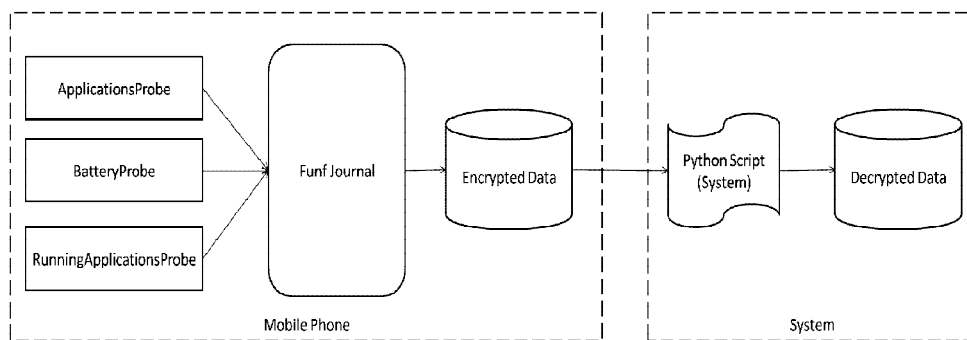 ApplicationsProbe
BatteryProbe
RunningApplicationsProbe
Funf Journal
Encrypted Data
Mobile Phone
Python Script
(System)
Decrypted Data
System